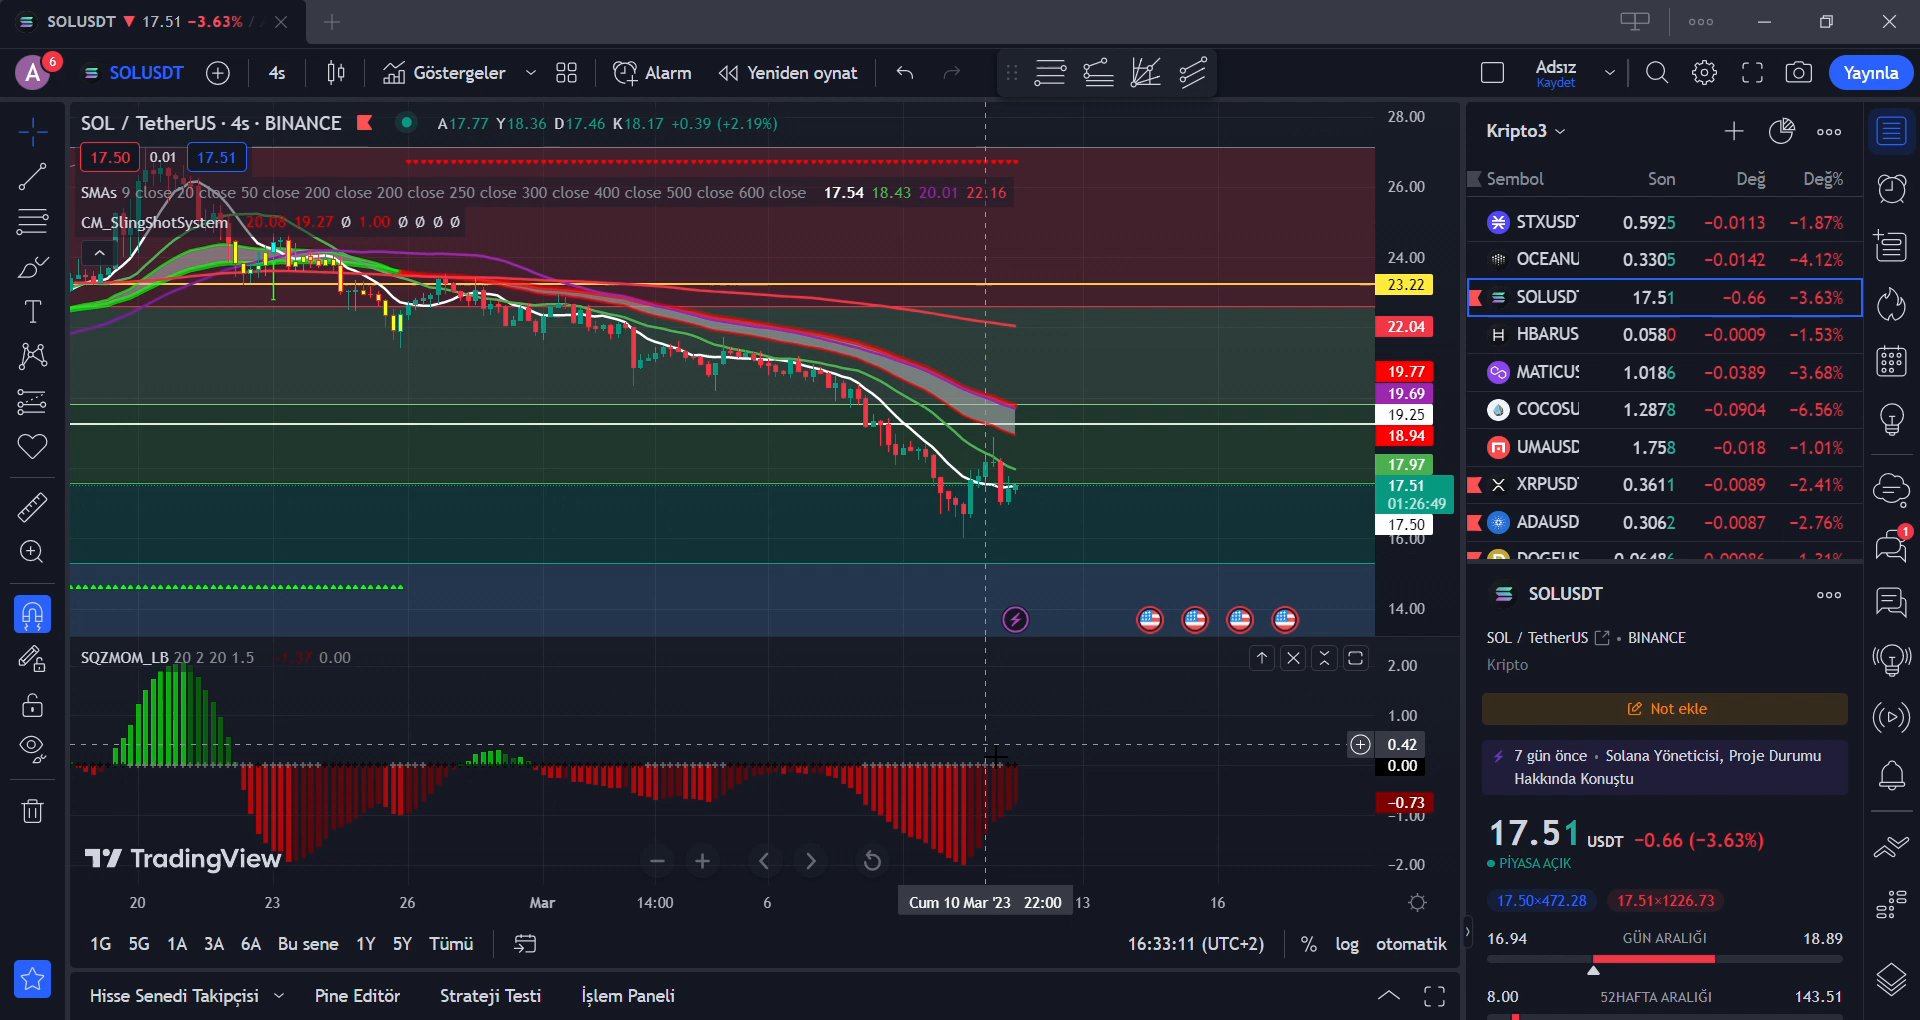 SOLUSDT ▼ 17.51 −3.63% /
A 6 SOLUSDT 4s Göstergeler Alarm Yeniden oynat Adsız Kaydet Yayınla
SOL / TetherUS · 4s · BINANCE A17.77 Y18.36 D17.46 K18.17 +0.39 (+2.19%)
17.50 0.01 17.51
SMAs 9 close 20 close 50 close 200 close 200 close 250 close 300 close 400 close 500 close 600 close 17.54 18.43 20.01 22.16
CM_SlingShotSystem 20.08 19.27 Ø 1.00 Ø Ø Ø Ø
28.00
26.00
24.00
23.22
22.04
19.77
19.69
19.25
18.94
17.97
17.51
01:26:49
17.50
16.00
14.00
SQZMOM_LB 20 2 20 1.5 −1.37 0.00
2.00
1.00
0.42
0.00
−0.73
−1.00
−2.00
TradingView
20 23 26 Mar 14:00 6 Cum 10 Mar '23 22:00 13 16
1G 5G 1A 3A 6A Bu sene 1Y 5Y Tümü 16:33:11 (UTC+2) % log otomatik
Hisse Senedi Takipçisi Pine Editör Strateji Testi İşlem Paneli
Kripto3
Sembol Son Değ Değ%
STXUSD 0.5925 −0.0113 −1.87%
OCEANU 0.3305 −0.0142 −4.12%
SOLUSD 17.51 −0.66 −3.63%
HBARUS 0.0580 −0.0009 −1.53%
MATICUS 1.0186 −0.0389 −3.68%
COCOSU 1.2878 −0.0904 −6.56%
UMAUSD 1.758 −0.018 −1.01%
XRPUSD 0.3611 −0.0089 −2.41%
ADAUSD 0.3062 −0.0087 −2.76%
DOGEUS 0.06486 0.00086 1.31%
1
SOLUSDT
SOL / TetherUS • BINANCE
Kripto
Not ekle
7 gün önce • Solana Yöneticisi, Proje Durumu
Hakkında Konuştu
17.51 USDT −0.66 (−3.63%)
PİYASA AÇIK
17.50×472.28 17.51×1226.73
16.94 GÜN ARALIĞI 18.89
8.00 52HAFTA ARALIĞI 143.51